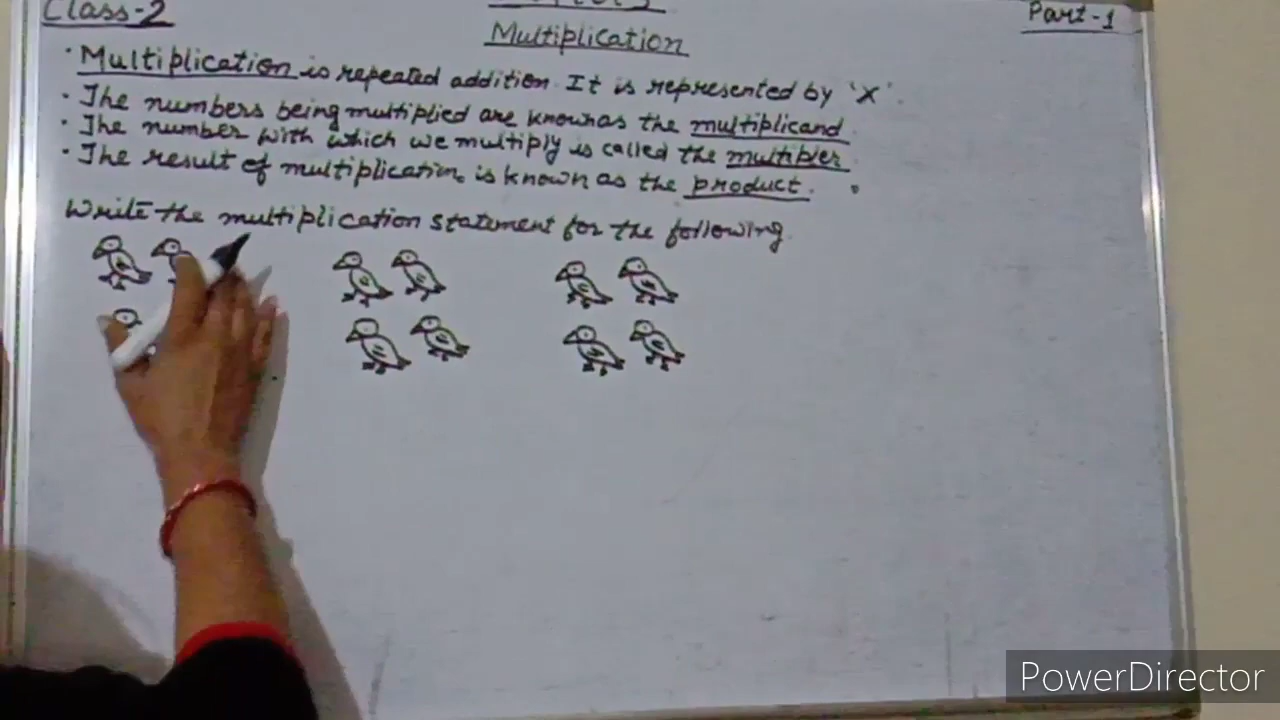 Class-2
Part-1
Multiplication
· Multiplication is repeated addition. It is represented by 'X'.
· The numbers being multiplied are known as the multiplicand.
· The number with which we multiply is called the multiplier.
· The result of multiplication is known as the product.
Write the multiplication statement for the following.
PowerDirector